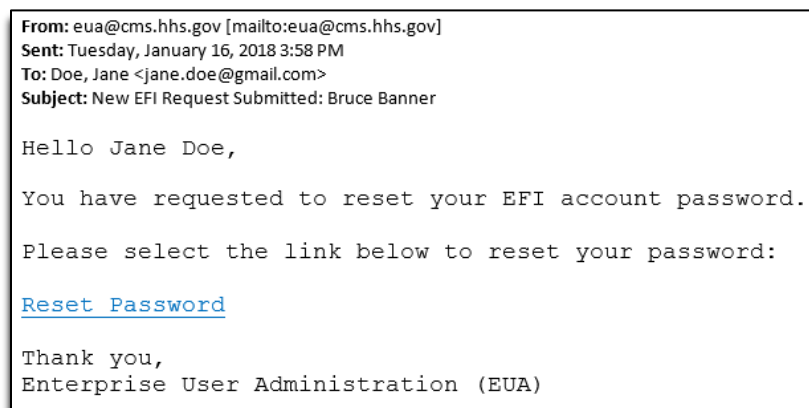 From: eua@cms.hhs.gov [mailto:eua@cms.hhs.gov]
Sent: Tuesday, January 16, 2018 3:58 PM
To: Doe, Jane <jane.doe@gmail.com>
Subject: New EFI Request Submitted: Bruce Banner
Hello Jane Doe,
You have requested to reset your EFI account password.
Please select the link below to reset your password:
Reset Password
Thank you,
Enterprise User Administration (EUA)